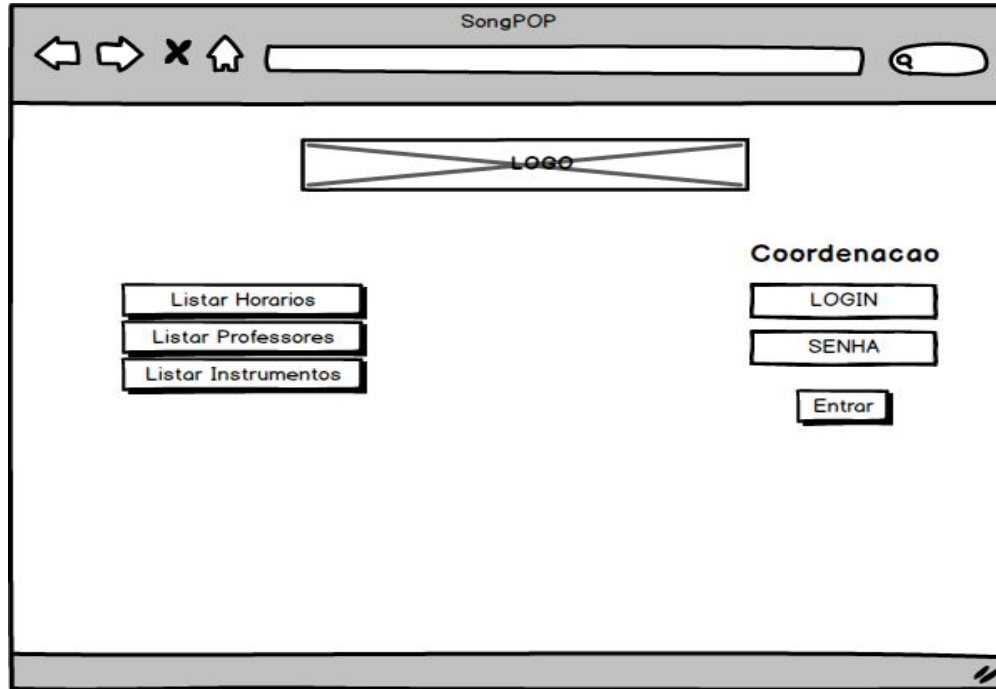 SongPOP
LOGO
Coordenacao
Listar Horarios
LOGIN
Listar Professores
SENHA
Listar Instrumentos
Entrar